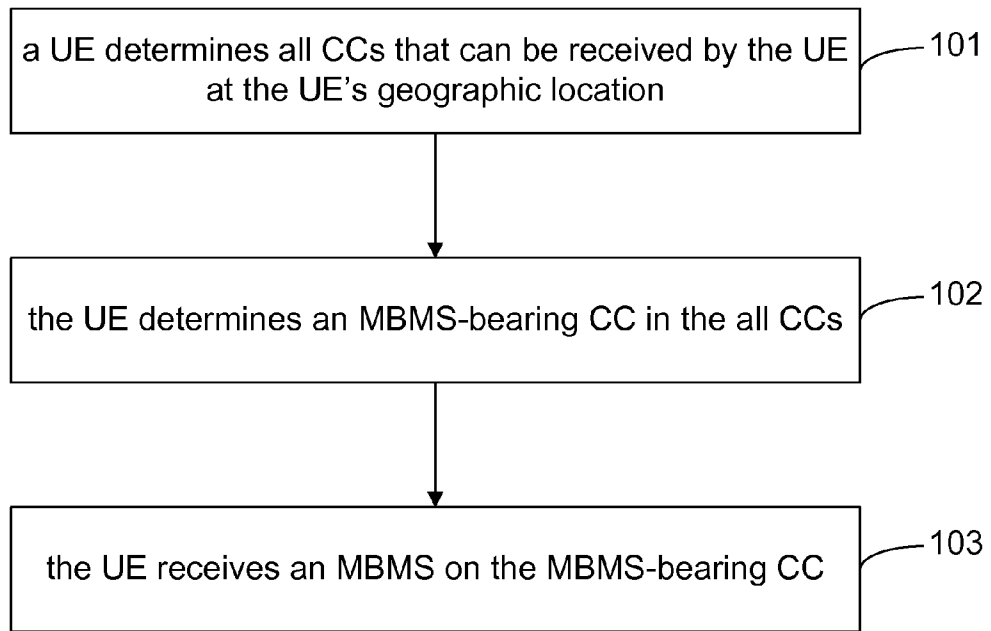 a UE determines all CCs that can be received by the UE
at the UE's geographic location
101
the UE determines an MBMS-bearing CC in the all CCs
102
the UE receives an MBMS on the MBMS-bearing CC
103